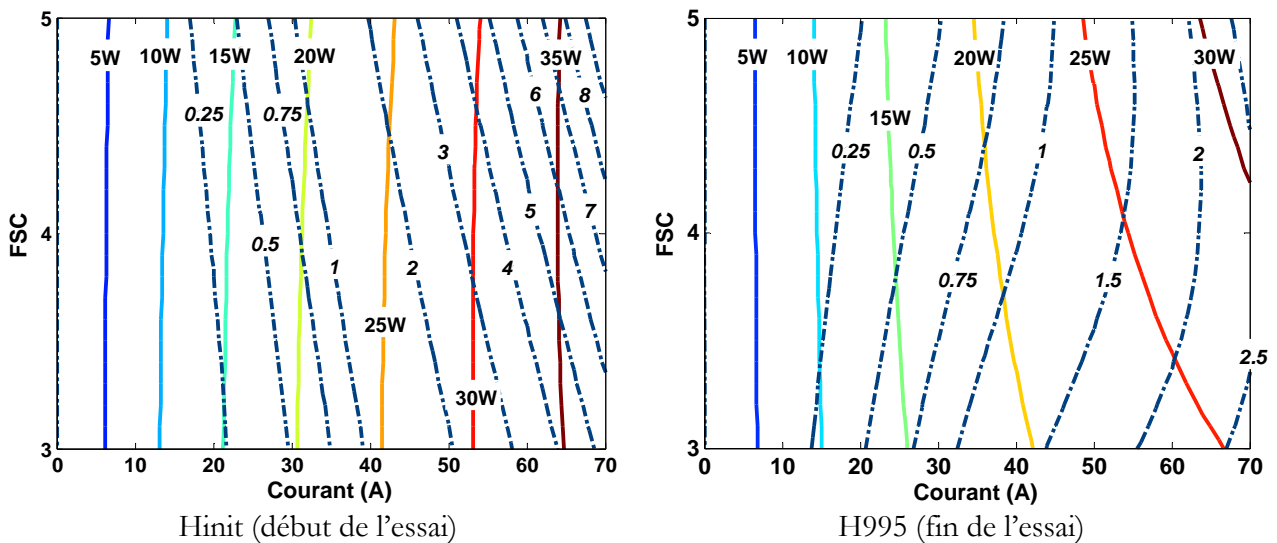 5
5W
10W
15W
20W
35W
6
8
0.25
0.75
3
FSC
4
0.5
5
7
1
2
4
25W
30W
3
0
10
20
30
40
50
60
70
Courant (A)
Hinit (début de l'essai)
5
5W
10W
20W
25W
30W
15W
0.25
0.5
1
2
FSC
4
0.75
1.5
2.5
3
0
10
20
30
40
50
60
70
Courant (A)
H995 (fin de l'essai)